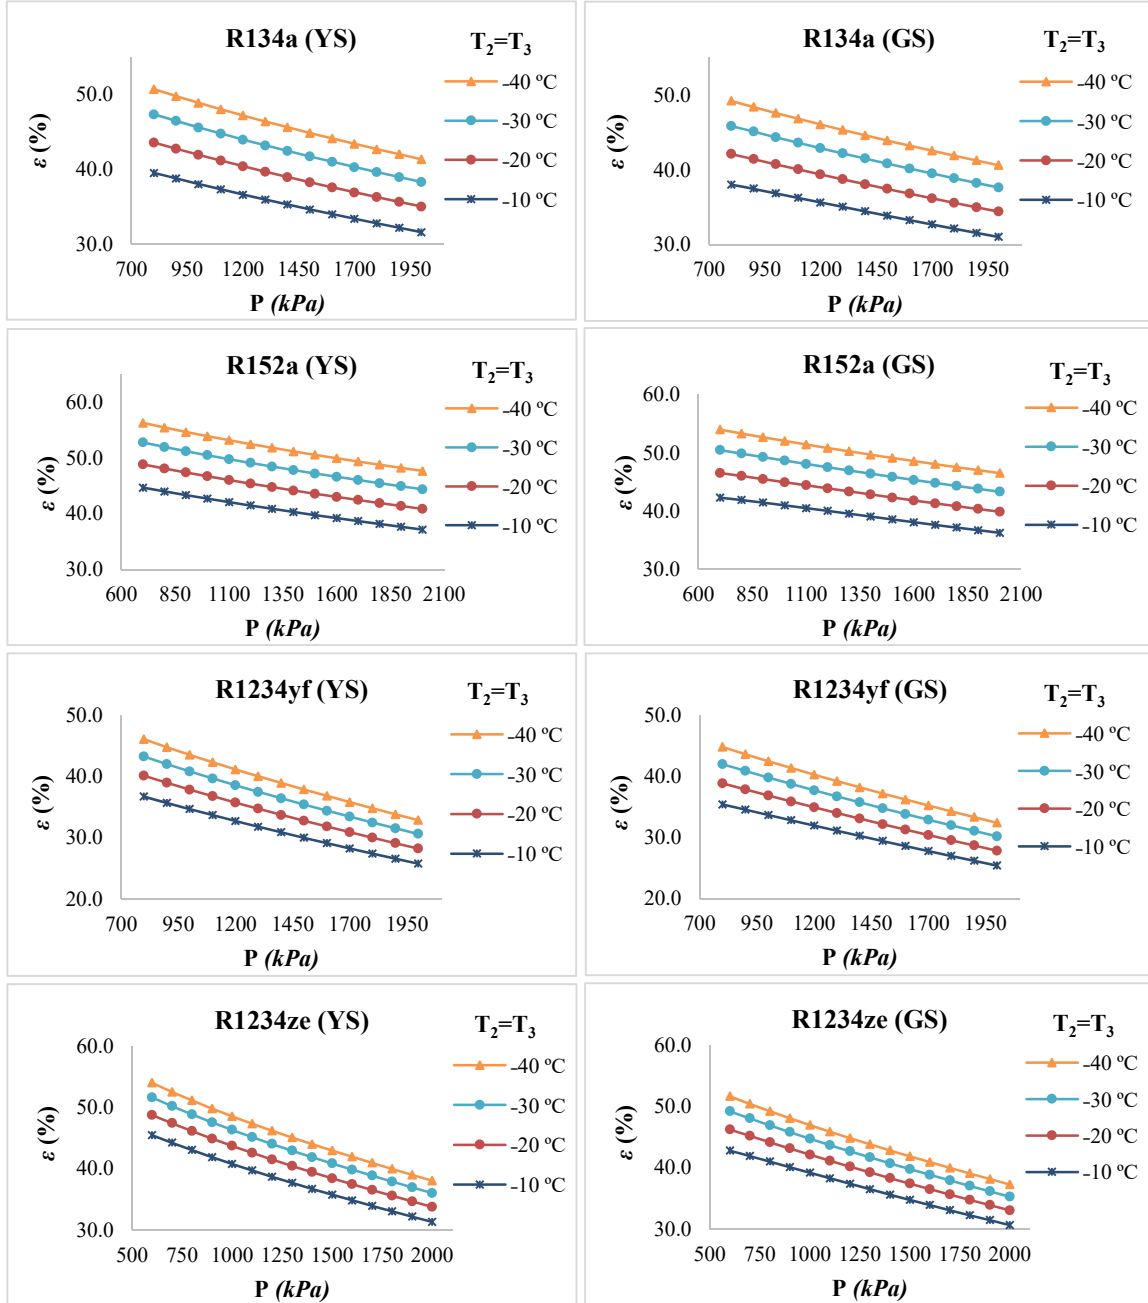 R134a (YS)
T2=T3
50.0
40.0
30.0
ε (%)
-40 ºC
-30 ºC
-20 ºC
-10 ºC
700 950 1200 1450 1700 1950
P (kPa)
R134a (GS)
T2=T3
50.0
40.0
30.0
ε (%)
-40 ºC
-30 ºC
-20 ºC
-10 ºC
700 950 1200 1450 1700 1950
P (kPa)
R152a (YS)
T2=T3
60.0
50.0
40.0
30.0
ε (%)
-40 ºC
-30 ºC
-20 ºC
-10 ºC
600 850 1100 1350 1600 1850 2100
P (kPa)
R152a (GS)
T2=T3
60.0
50.0
40.0
30.0
ε (%)
-40 ºC
-30 ºC
-20 ºC
-10 ºC
600 850 1100 1350 1600 1850 2100
P (kPa)
R1234yf (YS)
T2=T3
50.0
40.0
30.0
20.0
ε (%)
-40 ºC
-30 ºC
-20 ºC
-10 ºC
700 950 1200 1450 1700 1950
P (kPa)
R1234yf (GS)
T2=T3
50.0
40.0
30.0
20.0
ε (%)
-40 ºC
-30 ºC
-20 ºC
-10 ºC
700 950 1200 1450 1700 1950
P (kPa)
R1234ze (YS)
T2=T3
60.0
50.0
40.0
30.0
ε (%)
-40 ºC
-30 ºC
-20 ºC
-10 ºC
500 750 1000 1250 1500 1750 2000
P (kPa)
R1234ze (GS)
T2=T3
60.0
50.0
40.0
30.0
ε (%)
-40 ºC
-30 ºC
-20 ºC
-10 ºC
500 750 1000 1250 1500 1750 2000
P (kPa)